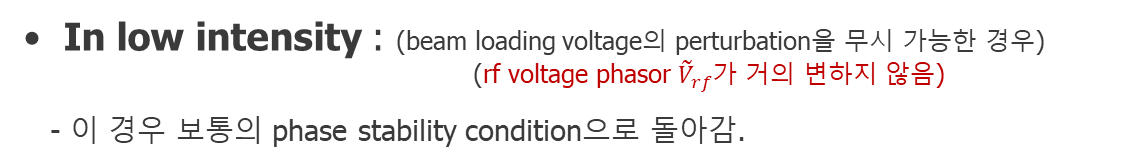 • In low intensity : (beam loading voltage의 perturbation을 무시 가능한 경우)
(rf voltage phasor Ṽ_rf가 거의 변하지 않음)
- 이 경우 보통의 phase stability condition으로 돌아감.